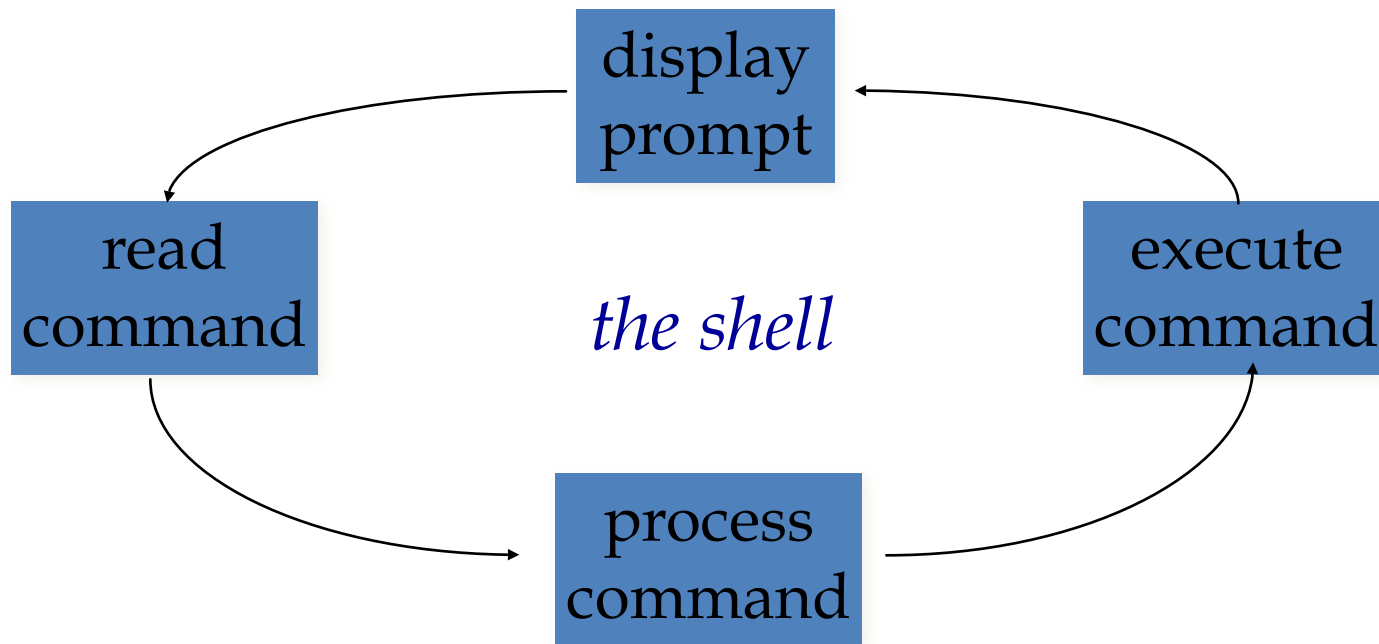 display
prompt
read
command
the shell
execute
command
process
command